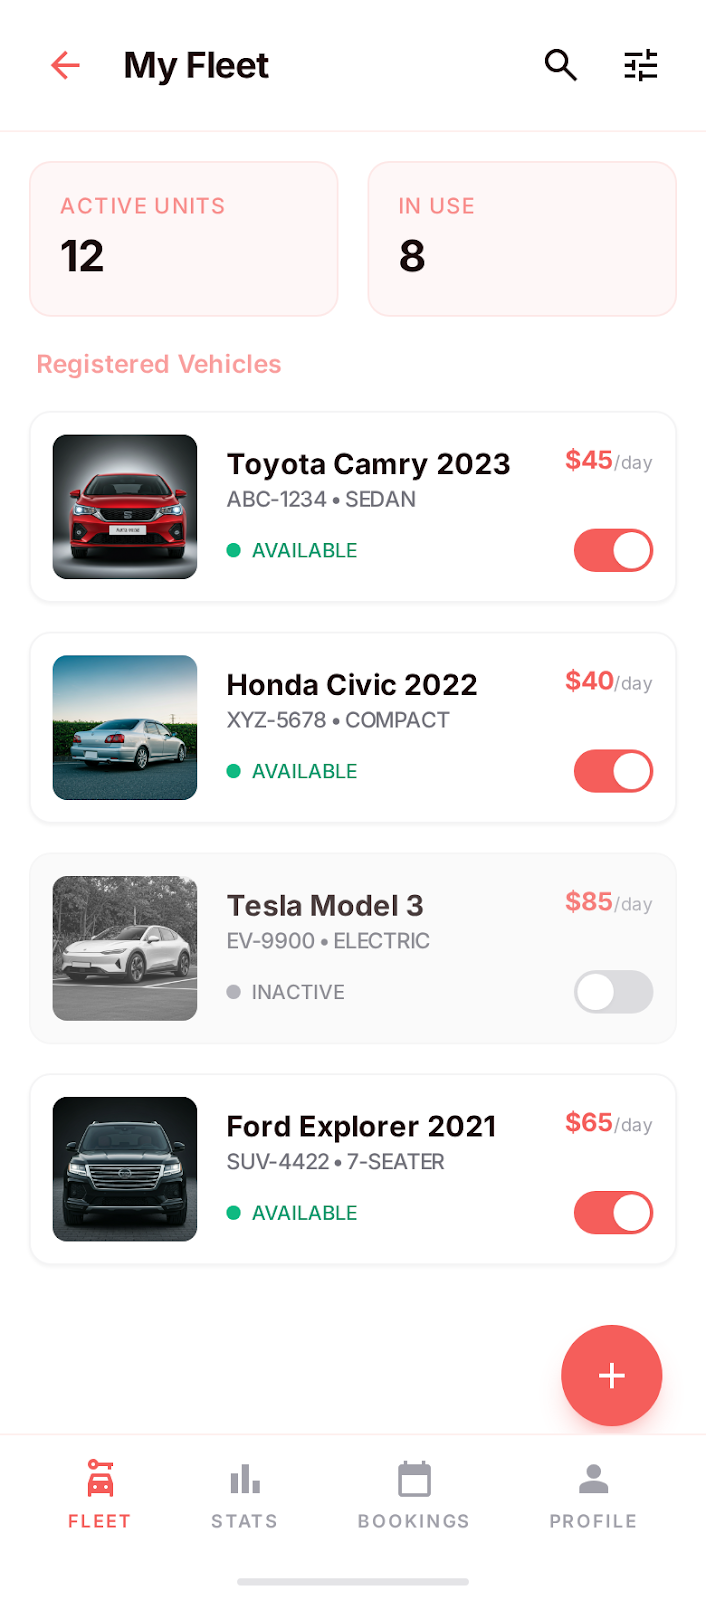 My Fleet
ACTIVE UNITS
12
IN USE
8
Registered Vehicles
Toyota Camry 2023
$45/day
ABC-1234 • SEDAN
AVAILABLE
Honda Civic 2022
$40/day
XYZ-5678 • COMPACT
AVAILABLE
Tesla Model 3
$85/day
EV-9900 • ELECTRIC
INACTIVE
Ford Explorer 2021
$65/day
SUV-4422 • 7-SEATER
AVAILABLE
FLEET
STATS
BOOKINGS
PROFILE